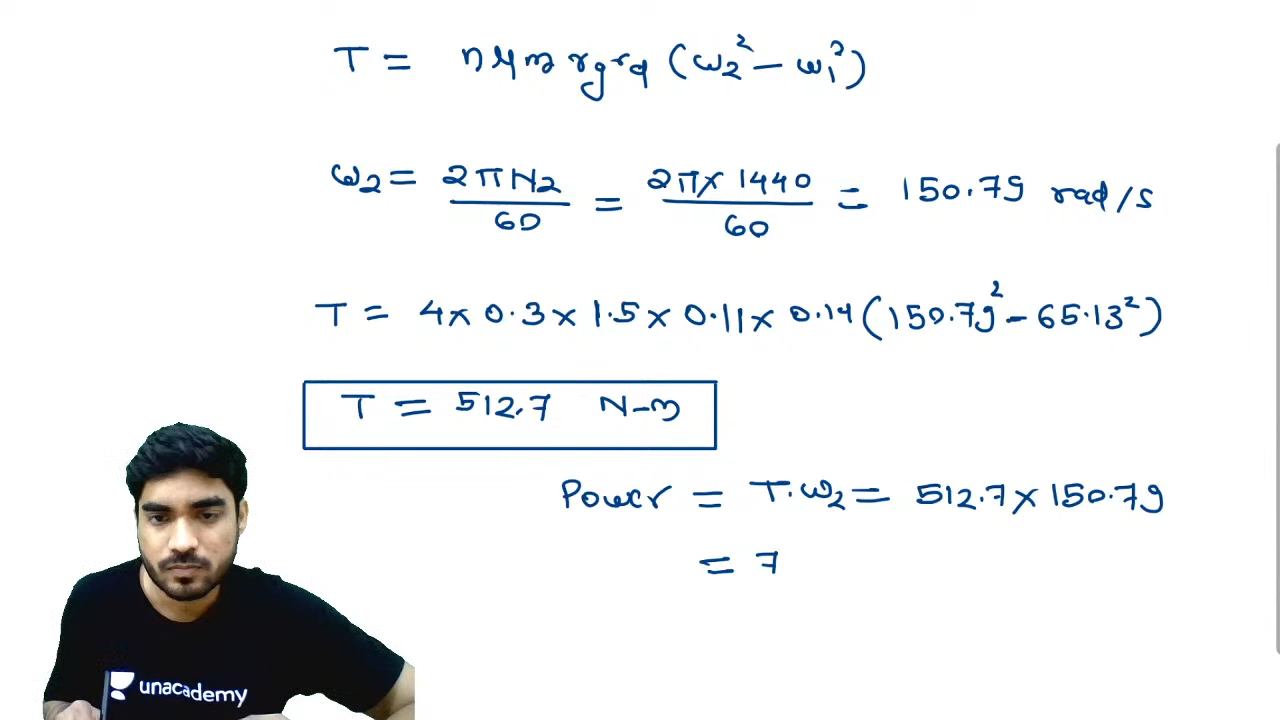 T = nμm rg rd (ω₂² − ω₁²)
ω₂ = 2πN₂/60 = 2π× 1440/60 = 150.79 rad/s
T = 4× 0.3× 1.5× 0.11× 0.14(150.79² − 65.13²)
T = 512.7 N-m
Power = T.ω₂ = 512.7×150.79
= 7
unacademy